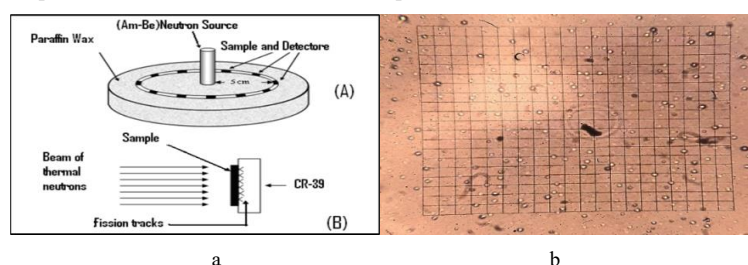 (Am-Be)Neutron Source
Paraffin Wax
Sample and Detectore
5 cm
(A)
Sample
Beam of
thermal
neutrons
CR-39
fission tracks
(B)
a
b